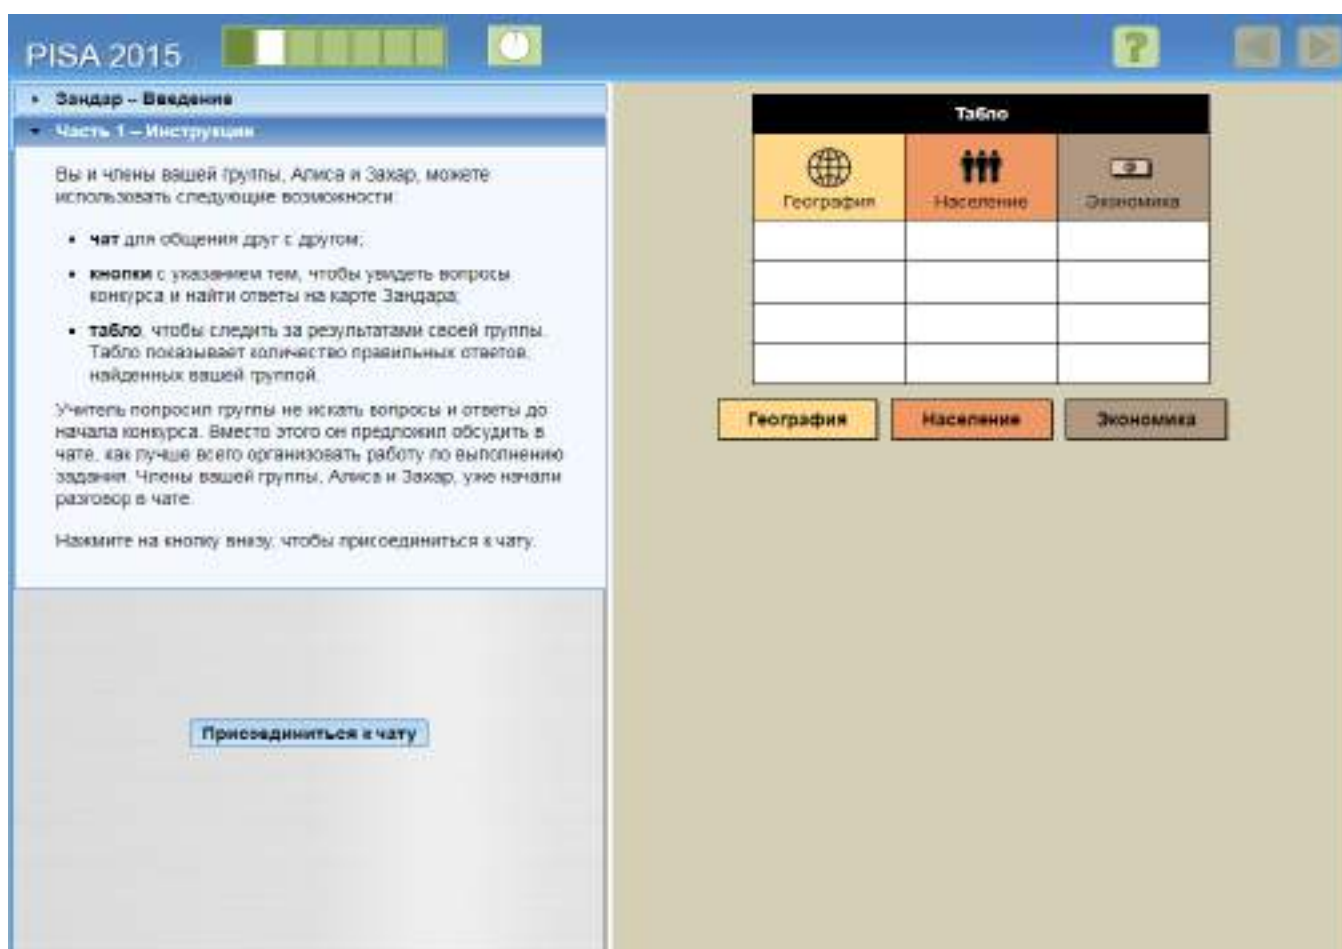 PISA 2015
?
Зандар – Введение
Часть 1 – Инструкции
Вы и члены вашей группы, Алиса и Захар, можете
использовать следующие возможности:
• чат для общения друг с другом;
• кнопки с указанием тем, чтобы увидеть вопросы
конкурса и найти ответы на карте Зандара;
• табло, чтобы следить за результатами своей группы.
Табло показывает количество правильных ответов,
найденных вашей группой.
Учитель попросил группы не искать вопросы и ответы до
начала конкурса. Вместо этого он предложил обсудить в
чате, как лучше всего организовать работу по выполнению
задания. Члены вашей группы, Алиса и Захар, уже начали
разговор в чате.
Нажмите на кнопку внизу, чтобы присоединиться к чату.
Присоединиться к чату
Табло
География Население Экономика
География Население Экономика